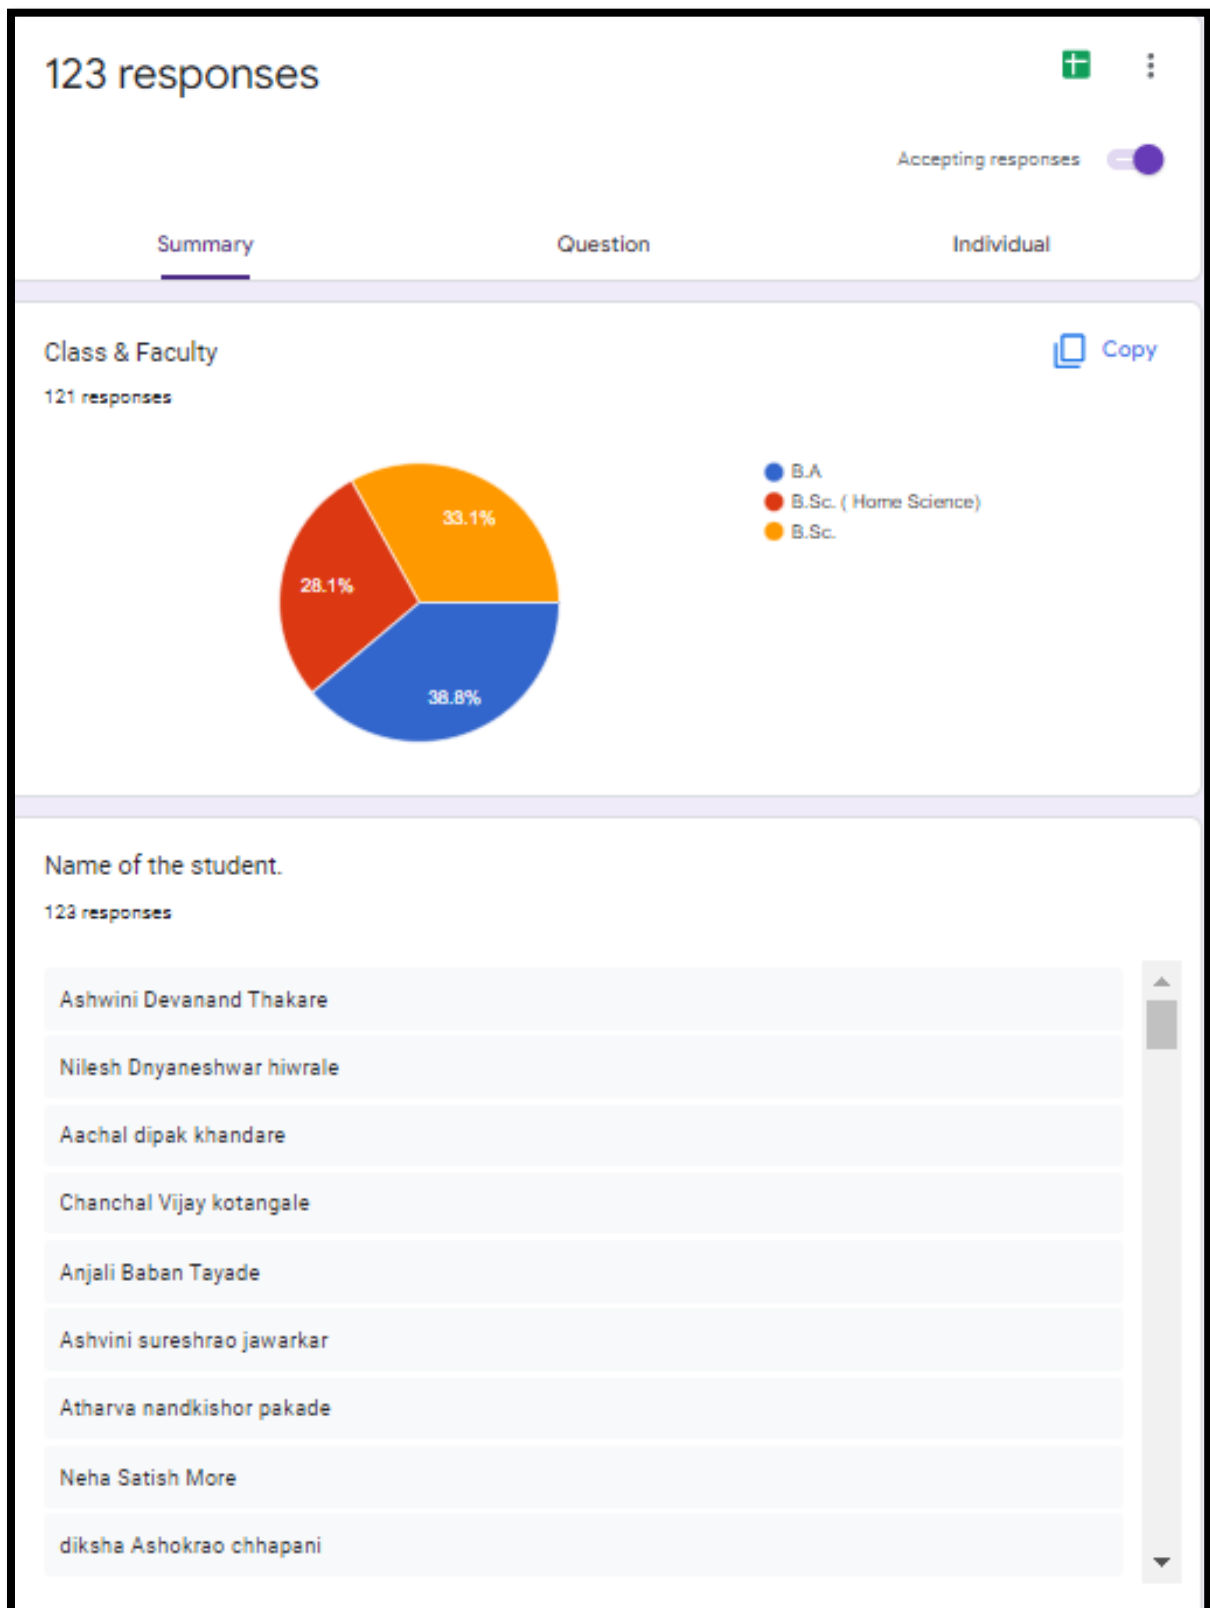 123 responses
Accepting responses
Summary Question Individual
Class & Faculty
Copy
121 responses
B.A
B.Sc. ( Home Science)
B.Sc.
33.1%
28.1%
38.8%
Name of the student.
123 responses
Ashwini Devanand Thakare
Nilesh Dnyaneshwar hiwrale
Aachal dipak khandare
Chanchal Vijay kotangale
Anjali Baban Tayade
Ashvini sureshrao jawarkar
Atharva nandkishor pakade
Neha Satish More
diksha Ashokrao chhapani